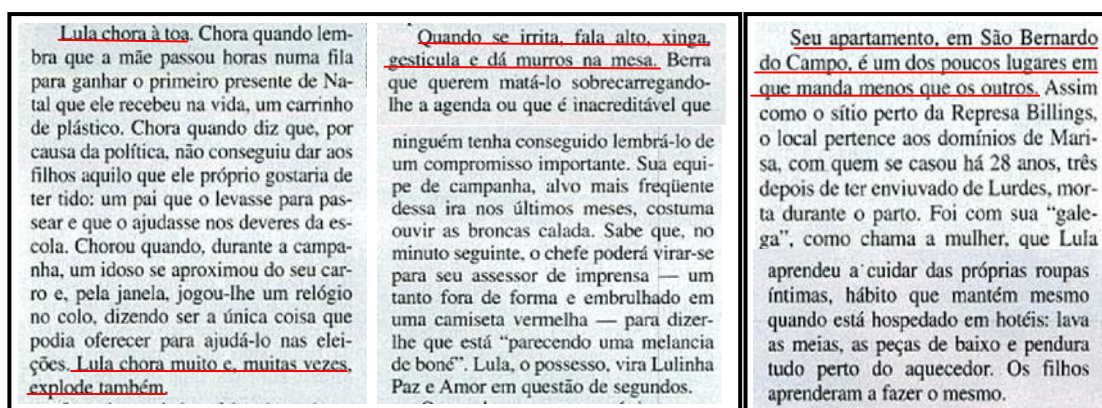 Lula chora à toa. Chora quando lem-
bra que a mãe passou horas numa fila
para ganhar o primeiro presente de Na-
tal que ele recebeu na vida, um carrinho
de plástico. Chora quando diz que, por
causa da política, não conseguiu dar aos
filhos aquilo que ele próprio gostaria de
ter tido: um pai que o levasse para pas-
sear e que o ajudasse nos deveres da es-
cola. Chorou quando, durante a campa-
nha, um idoso se aproximou do seu car-
ro e, pela janela, jogou-lhe um relógio
no colo, dizendo ser a única coisa que
podia oferecer para ajudá-lo nas elei-
ções. Lula chora muito e, muitas vezes,
explode também.
Quando se irrita, fala alto, xinga,
gesticula e dá murros na mesa. Berra
que querem matá-lo sobrecarregando-
lhe a agenda ou que é inacreditável que
ninguém tenha conseguido lembrá-lo de
um compromisso importante. Sua equi-
pe de campanha, alvo mais freqüente
dessa ira nos últimos meses, costuma
ouvir as broncas calada. Sabe que, no
minuto seguinte, o chefe poderá virar-se
para seu assessor de imprensa — um
tanto fora de forma e embrulhado em
uma camiseta vermelha — para dizer-
lhe que está “parecendo uma melancia
de boné”. Lula, o possesso, vira Lulinha
Paz e Amor em questão de segundos.
Seu apartamento, em São Bernardo
do Campo, é um dos poucos lugares em
que manda menos que os outros. Assim
como o sítio perto da Represa Billings,
o local pertence aos domínios de Mari-
sa, com quem se casou há 28 anos, três
depois de ter enviuvado de Lurdes, mor-
ta durante o parto. Foi com sua “gale-
ga”, como chama a mulher, que Lula
aprendeu a cuidar das próprias roupas
íntimas, hábito que mantém mesmo
quando está hospedado em hotéis: lava
as meias, as peças de baixo e pendura
tudo perto do aquecedor. Os filhos
aprenderam a fazer o mesmo.